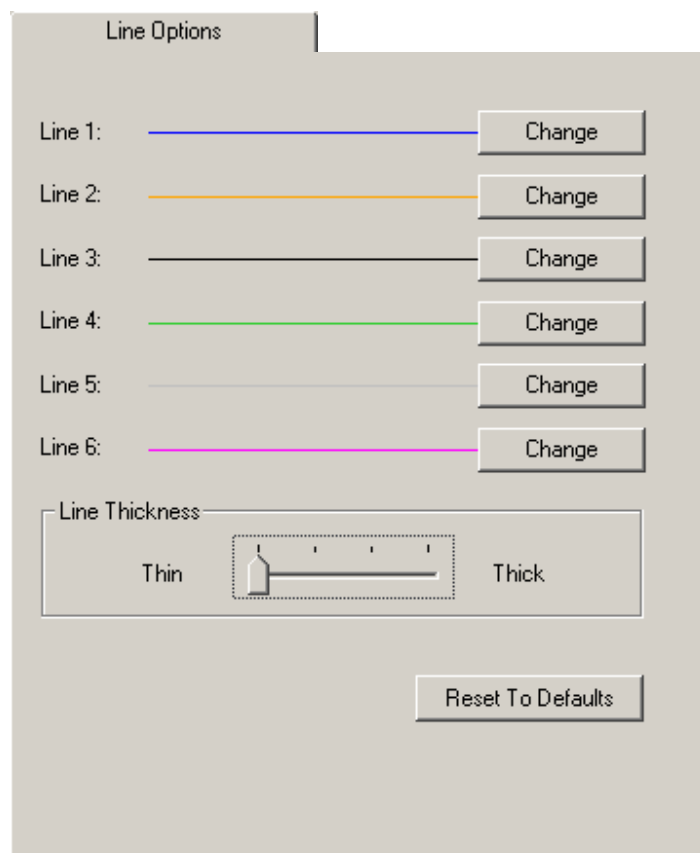 Line Options
Line 1: Change
Line 2: Change
Line 3: Change
Line 4: Change
Line 5: Change
Line 6: Change
Line Thickness
Thin Thick
Reset To Defaults